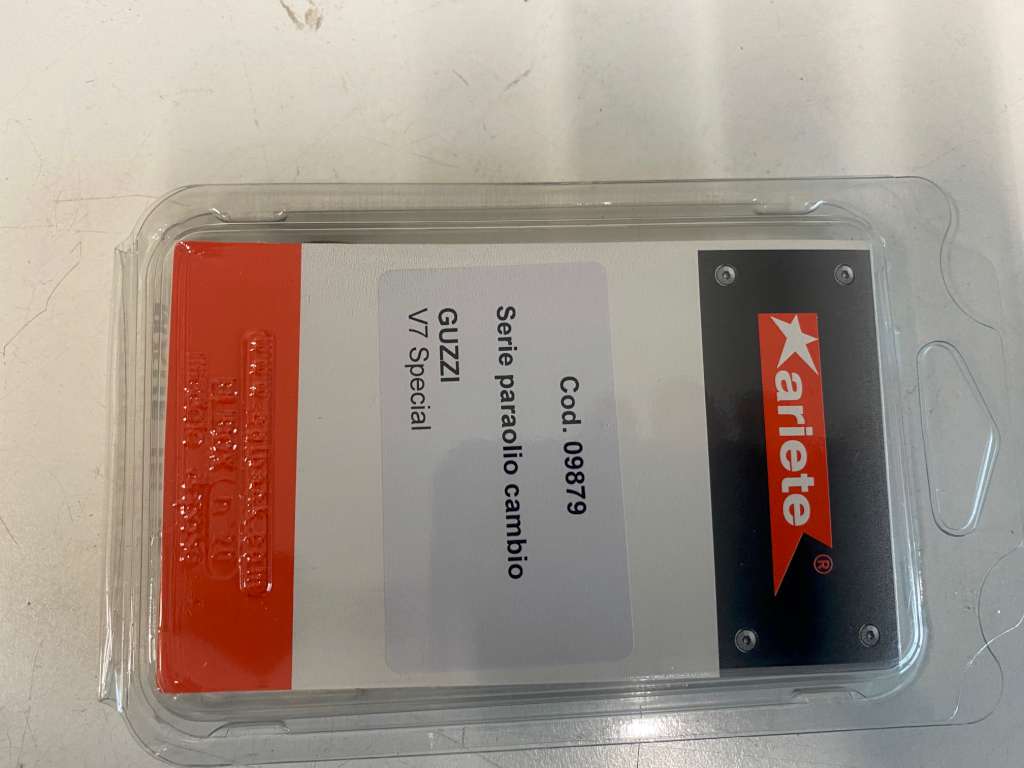 ariete®
Cod. 09879
Serie paraolio cambio
GUZZI
V7 Special